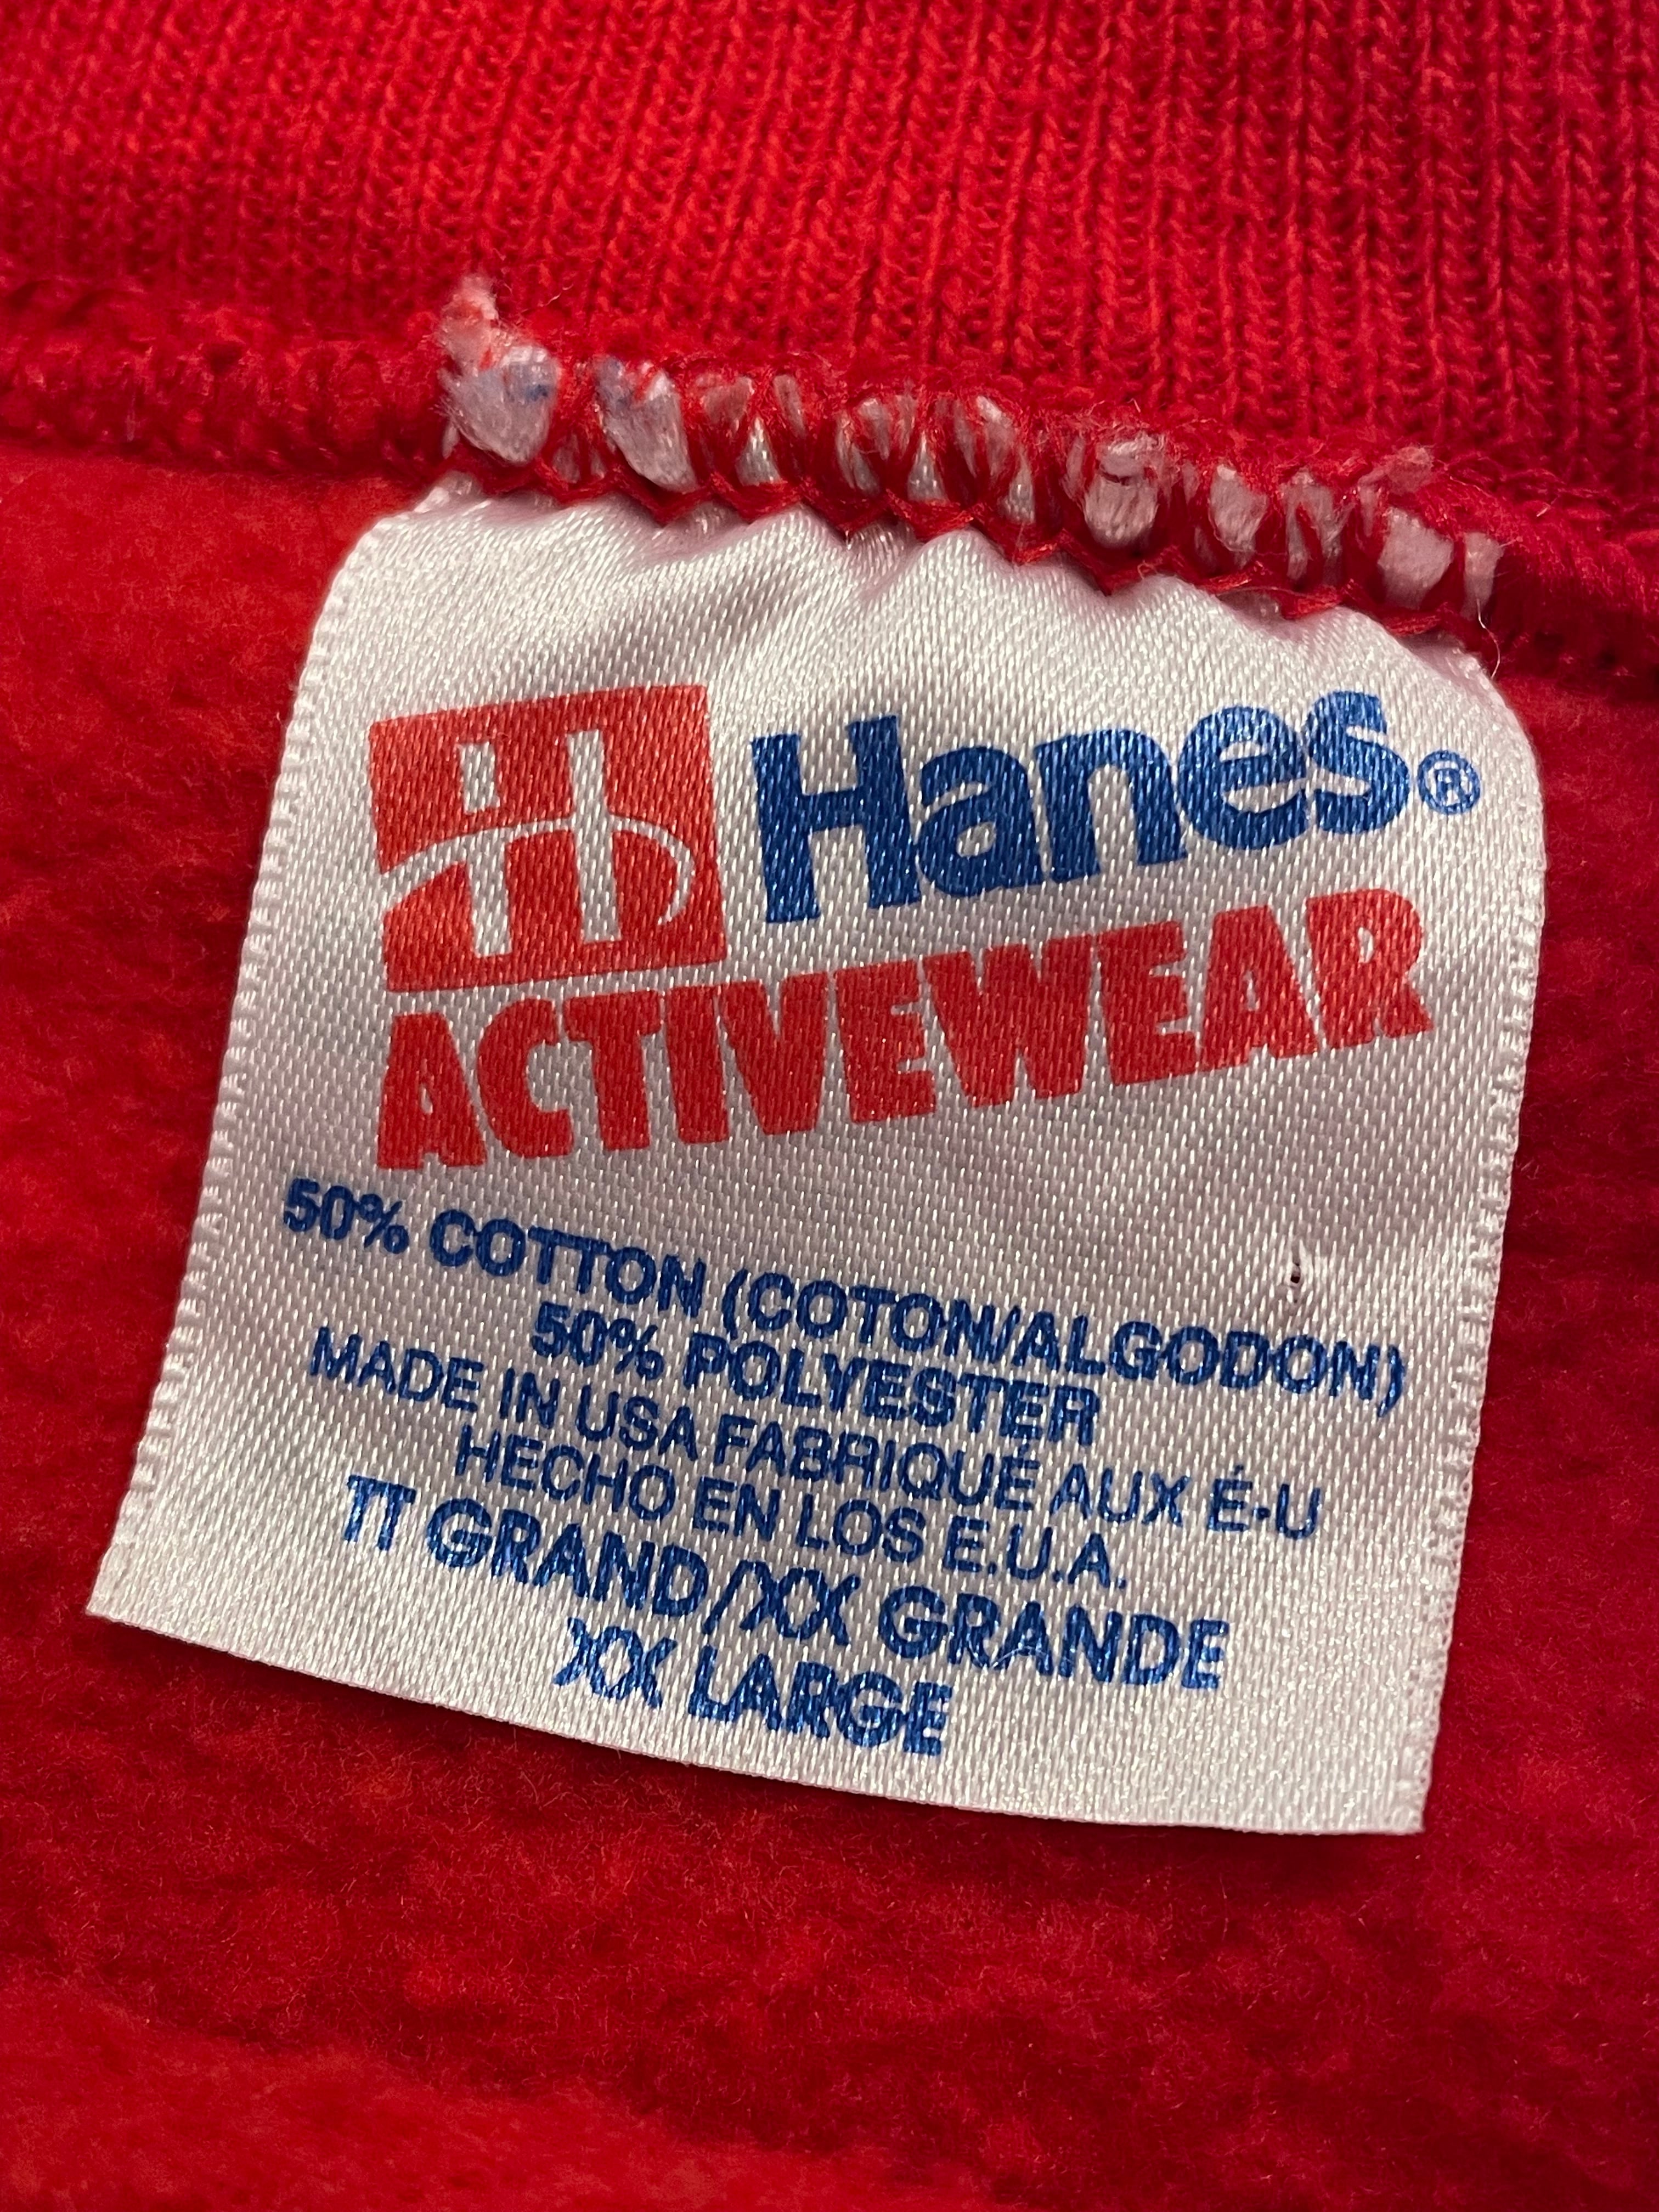 Hanes®
ACTIVEWEAR
50% COTTON (COTON/ALGODON)
50% POLYESTER
MADE IN USA FABRIQUÉ AUX É-U
HECHO EN LOS E.U.A.
TT GRAND/XX GRANDE
XX LARGE